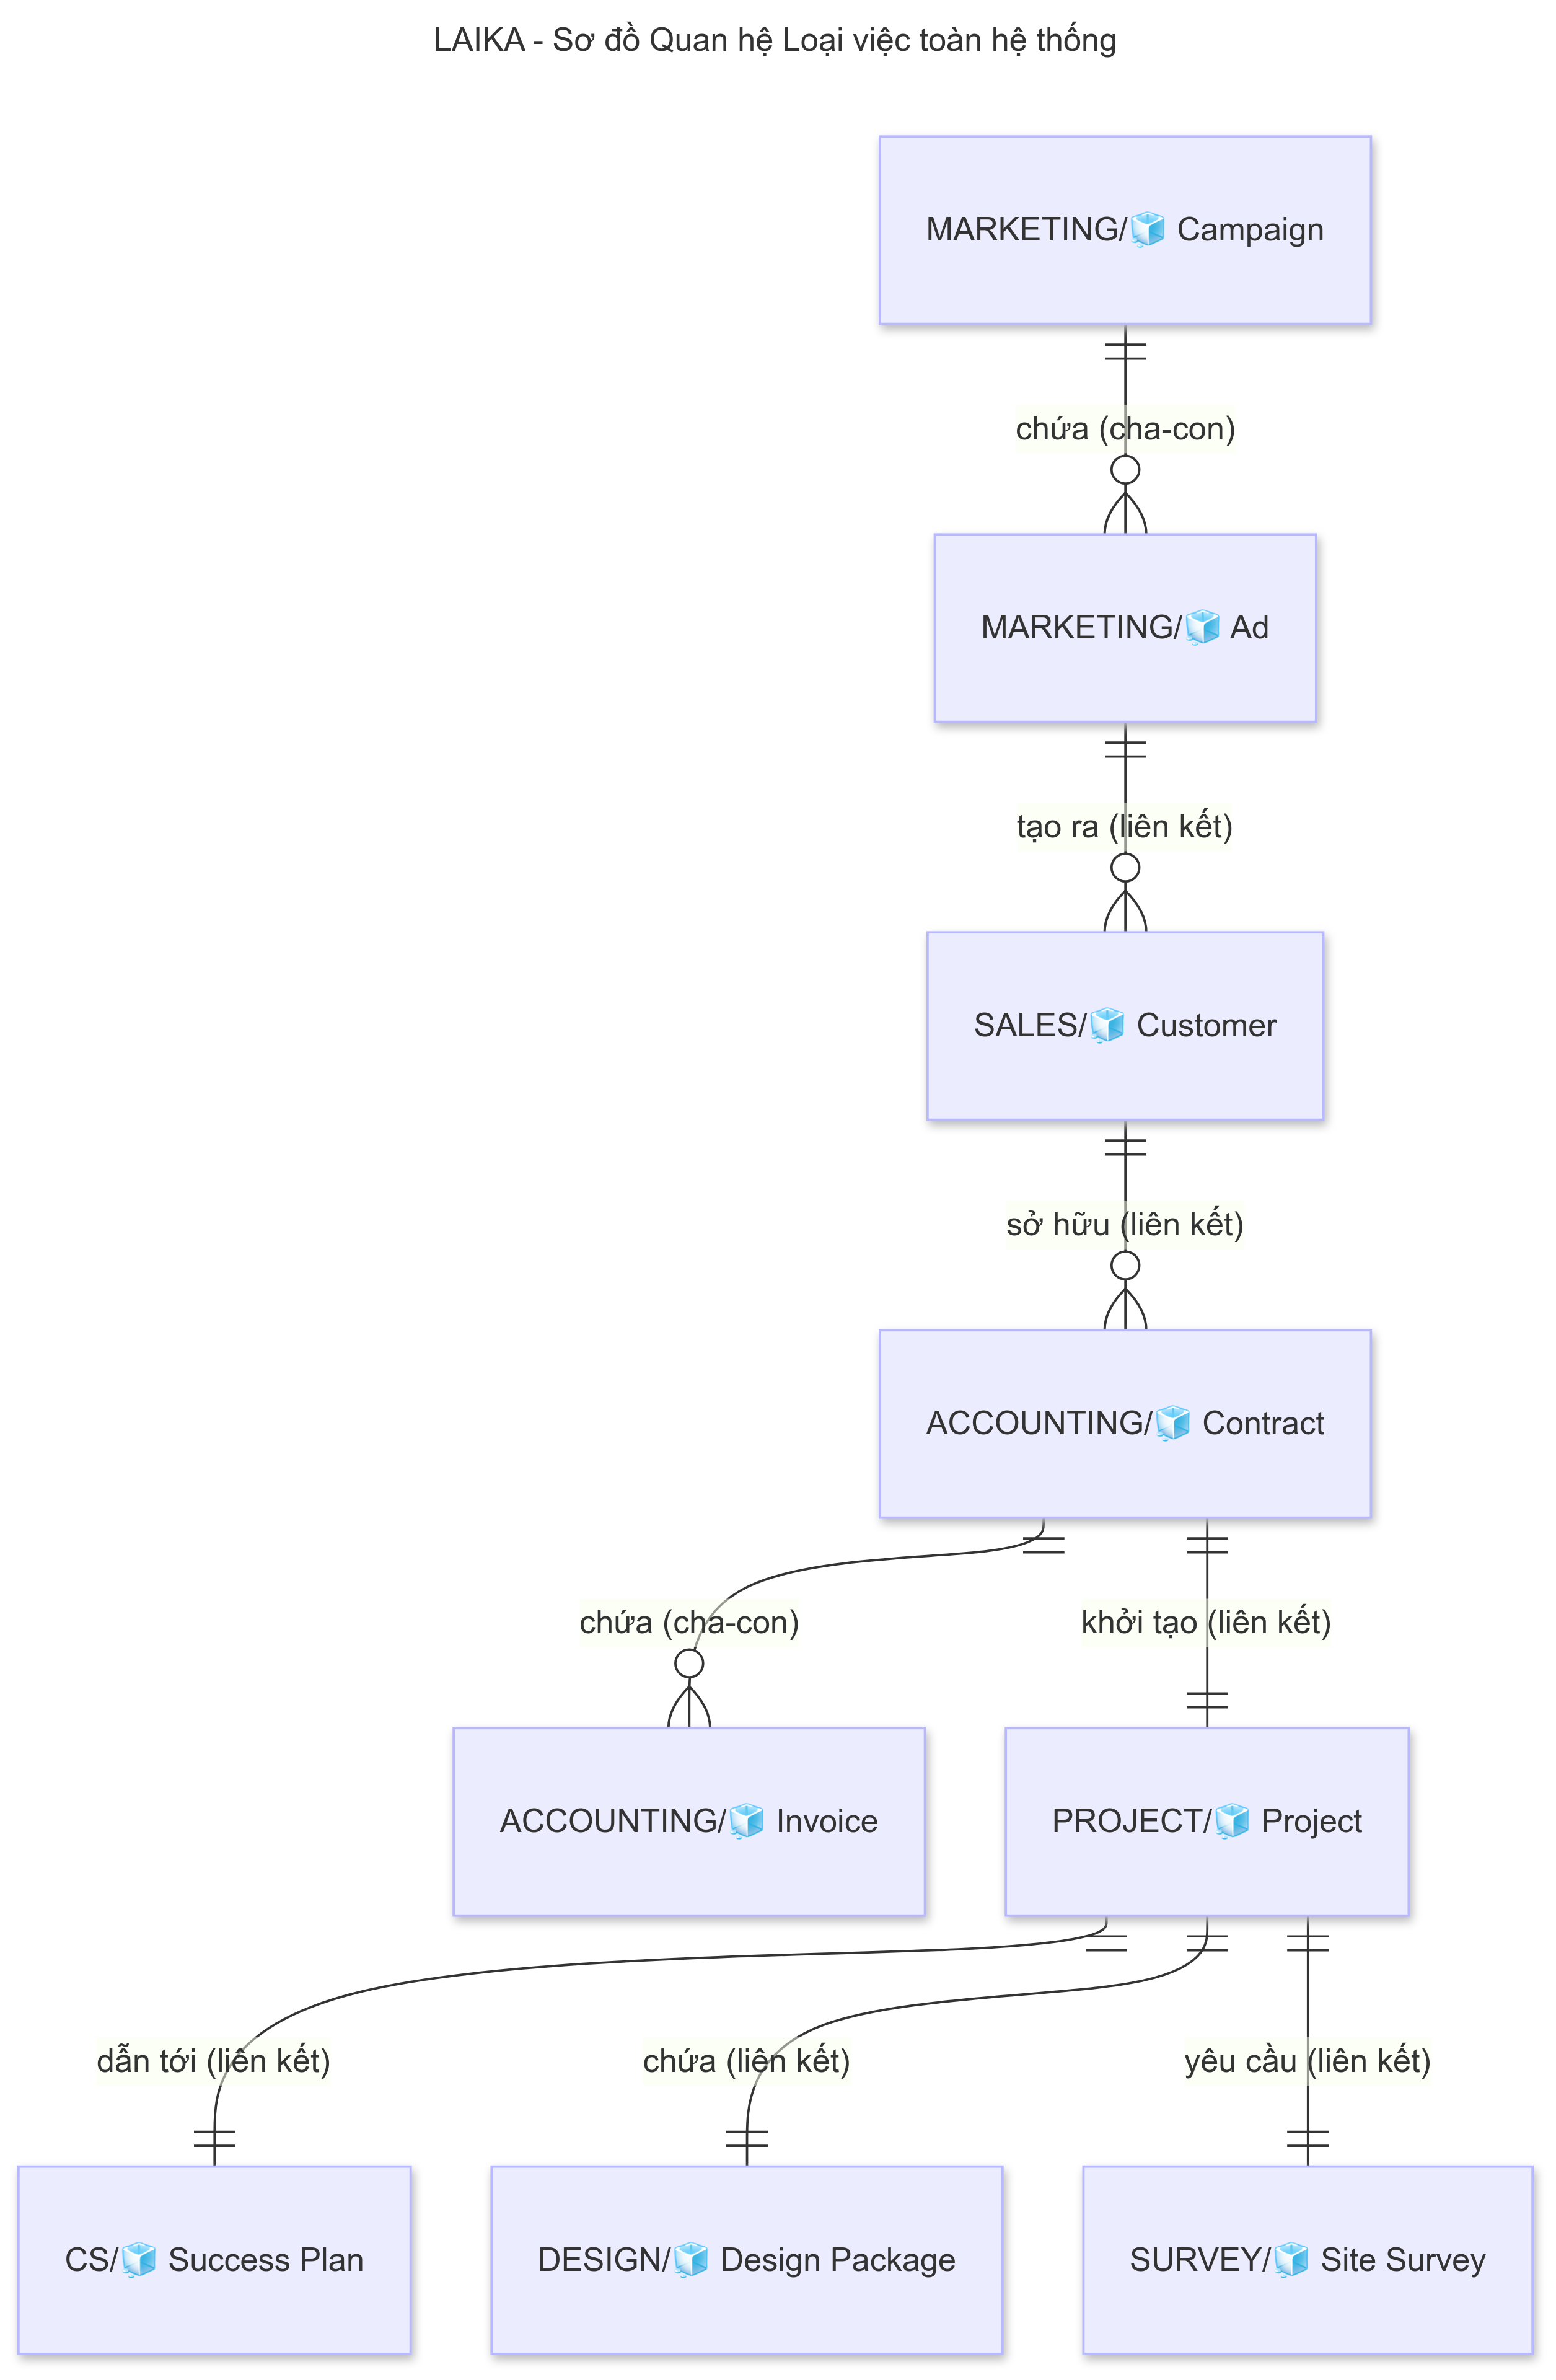 LAIKA - Sơ đồ Quan hệ Loại việc toàn hệ thống
MARKETING/🧊 Campaign
chứa (cha-con)
MARKETING/🧊 Ad
tạo ra (liên kết)
SALES/🧊 Customer
sở hữu (liên kết)
ACCOUNTING/🧊 Contract
chứa (cha-con)
khởi tạo (liên kết)
ACCOUNTING/🧊 Invoice
PROJECT/🧊 Project
dẫn tới (liên kết)
chứa (liên kết)
yêu cầu (liên kết)
CS/🧊 Success Plan
DESIGN/🧊 Design Package
SURVEY/🧊 Site Survey